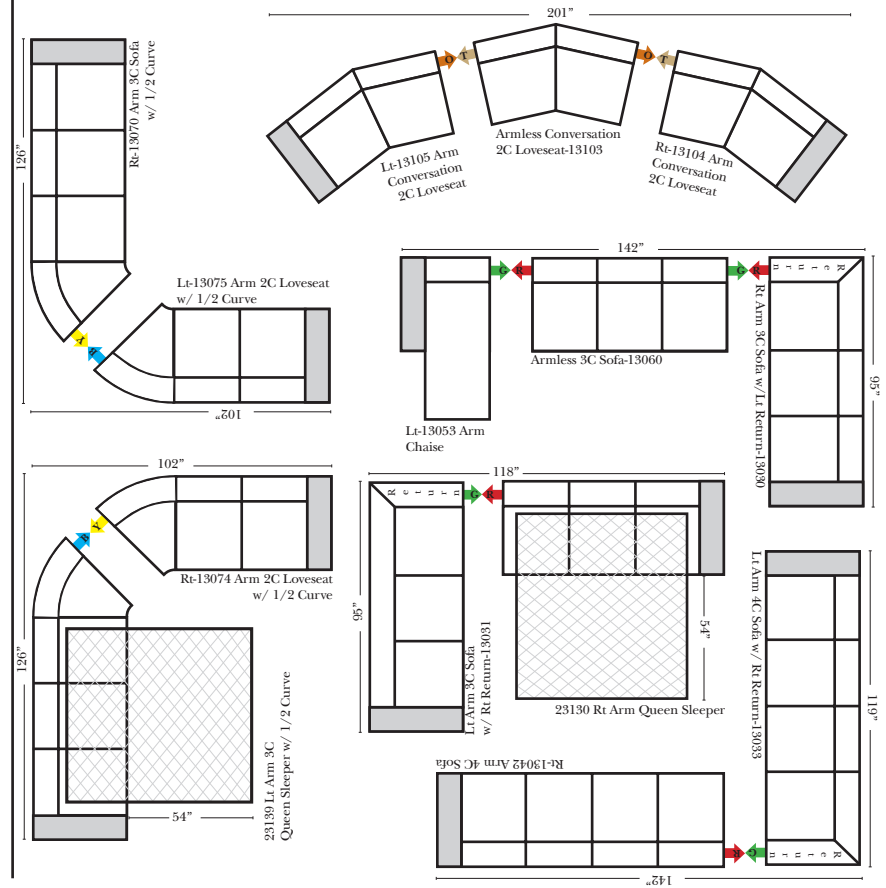 201”
Rt-13070 Arm 3C Sofa
w/ 1/2 Curve
126”
O T
O T
Lt-13105 Arm
Conversation
2C Loveseat
Armless Conversation
2C Loveseat-13103
Rt-13104 Arm
Conversation
2C Loveseat
Lt-13075 Arm 2C Loveseat
w/ 1/2 Curve
Y
B
102”
142”
G R
G R
Return
Armless 3C Sofa-13060
Lt-13053 Arm
Chaise
Rt Arm 3C Sofa w/Lt Return-13030
95”
102”
B
Y
Rt-13074 Arm 2C Loveseat
w/ 1/2 Curve
126”
54”
23139 Lt Arm 3C
Queen Sleeper w/ 1/2 Curve
118”
Return
G R
95”
Lt Arm 3C Sofa
w/ Rt Return-13031
54”
23130 Rt Arm Queen Sleeper
Lt Arm 4C Sofa w/ Rt Return-13033
119”
Rt-13042 Arm 4C Sofa
R G
Return
142”